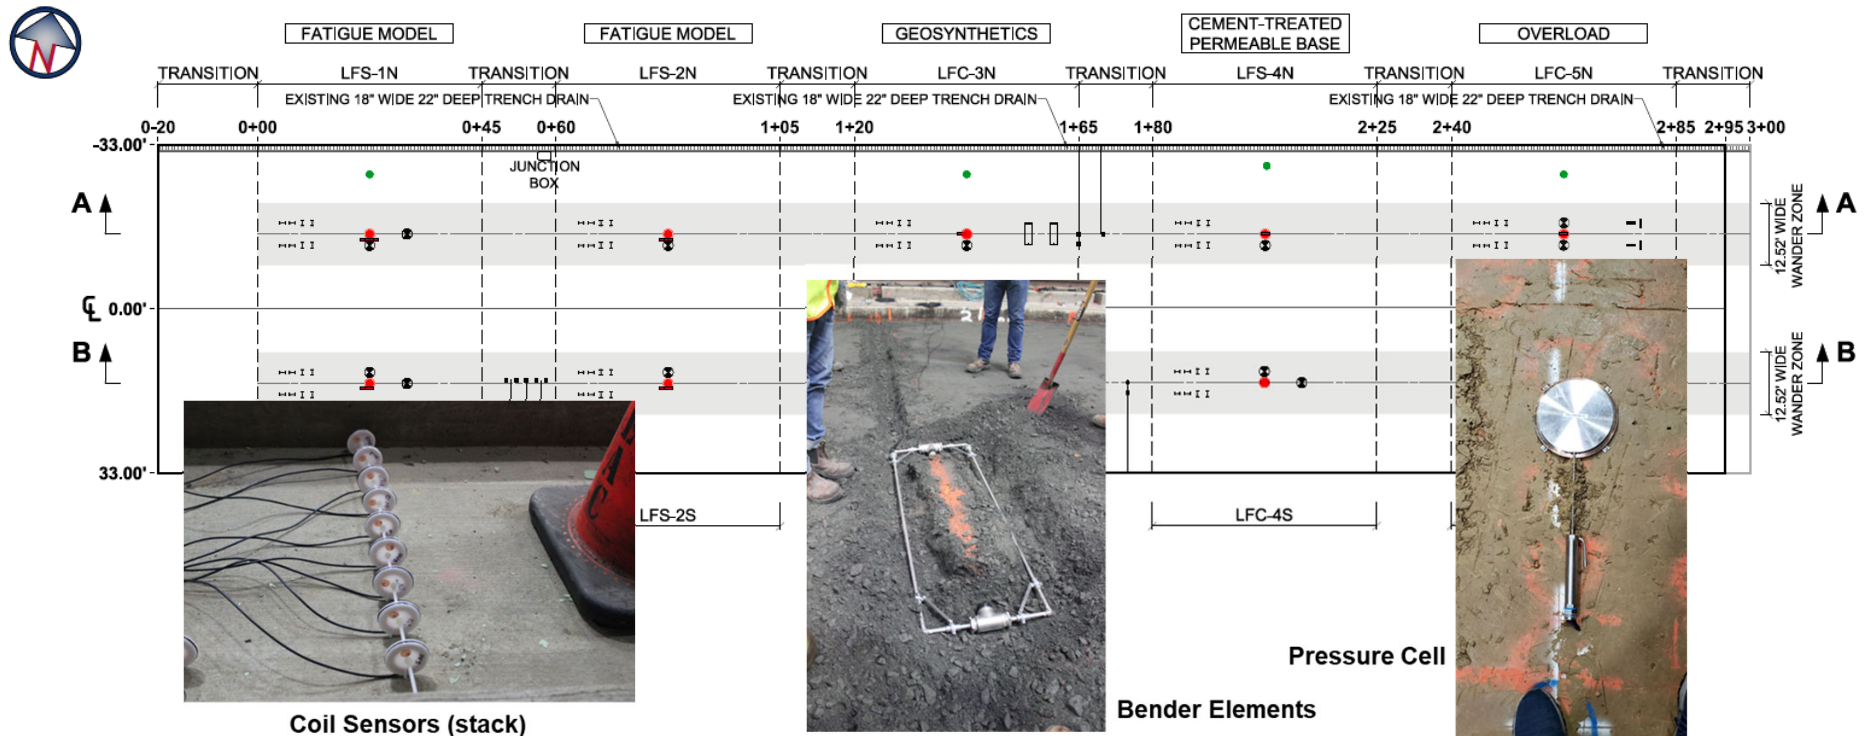 N
FATIGUE MODEL
FATIGUE MODEL
GEOSYNTHETICS
CEMENT-TREATED
PERMEABLE BASE
OVERLOAD
TRANSITION
LFS-1N
TRANSITION
LFS-2N
TRANSITION
LFC-3N
TRANSITION
LFS-4N
TRANSITION
LFC-5N
TRANSITION
EXISTING 18" WIDE 22" DEEP TRENCH DRAIN
EXISTING 18" WIDE 22" DEEP TRENCH DRAIN
EXISTING 18" WIDE 22" DEEP TRENCH DRAIN
0-20
0+00
0+45
0+60
1+05
1+20
1+65
1+80
2+25
2+40
2+85
2+95
3+00
-33.00'
JUNCTION
BOX
A
A
12.52' WIDE
WANDER ZONE
℄ 0.00'
B
B
12.52' WIDE
WANDER ZONE
33.00'
LFS-2S
LFC-4S
Pressure Cell
Bender Elements
Coil Sensors (stack)